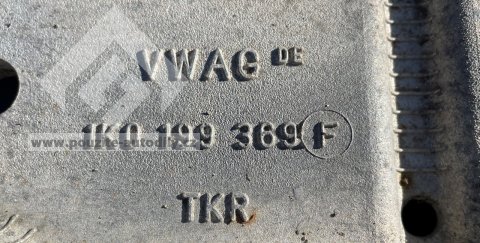 VWAG DE
1K0 199 369 F
www.pouzite-autodily.cz
TKR